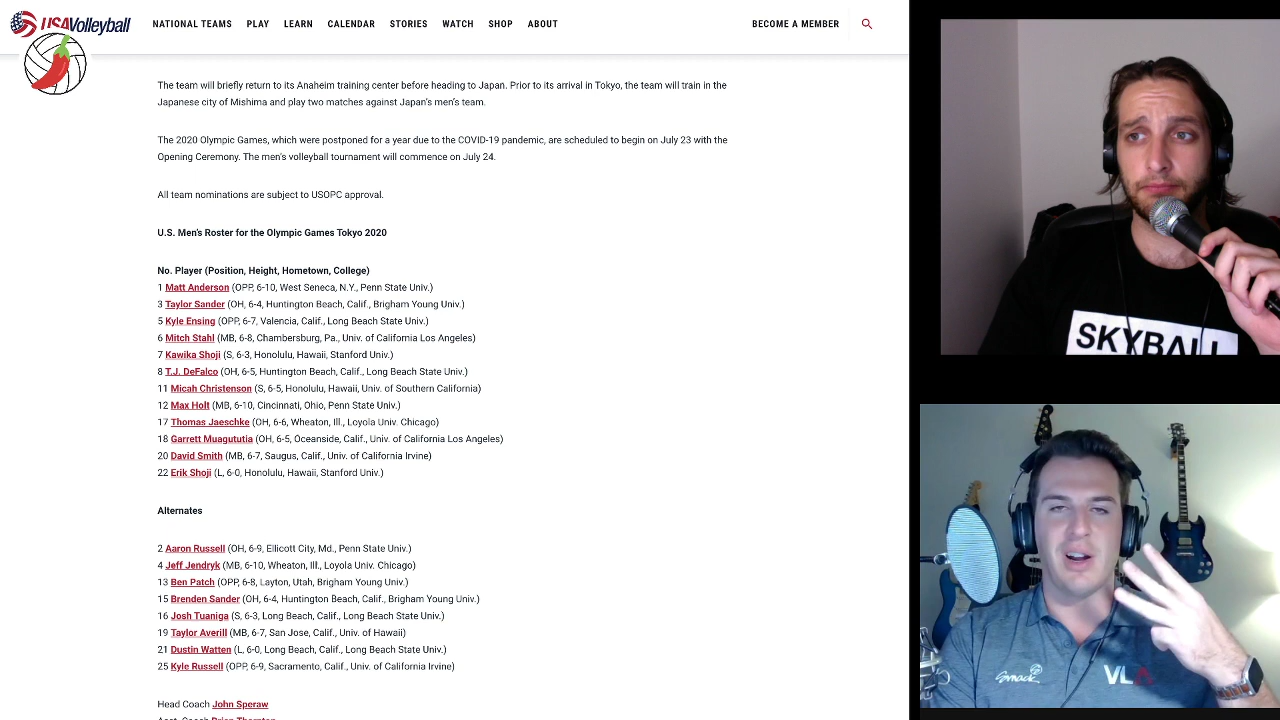 USAVolleyball
NATIONAL TEAMS PLAY LEARN CALENDAR STORIES WATCH SHOP ABOUT BECOME A MEMBER
The team will briefly return to its Anaheim training center before heading to Japan. Prior to its arrival in Tokyo, the team will train in the
Japanese city of Mishima and play two matches against Japan's men's team.
The 2020 Olympic Games, which were postponed for a year due to the COVID-19 pandemic, are scheduled to begin on July 23 with the
Opening Ceremony. The men's volleyball tournament will commence on July 24.
All team nominations are subject to USOPC approval.
U.S. Men's Roster for the Olympic Games Tokyo 2020
No. Player (Position, Height, Hometown, College)
1 Matt Anderson (OPP, 6-10, West Seneca, N.Y., Penn State Univ.)
3 Taylor Sander (OH, 6-4, Huntington Beach, Calif., Brigham Young Univ.)
5 Kyle Ensing (OPP, 6-7, Valencia, Calif., Long Beach State Univ.)
6 Mitch Stahl (MB, 6-8, Chambersburg, Pa., Univ. of California Los Angeles)
7 Kawika Shoji (S, 6-3, Honolulu, Hawaii, Stanford Univ.)
8 T.J. DeFalco (OH, 6-5, Huntington Beach, Calif., Long Beach State Univ.)
11 Micah Christenson (S, 6-5, Honolulu, Hawaii, Univ. of Southern California)
12 Max Holt (MB, 6-10, Cincinnati, Ohio, Penn State Univ.)
17 Thomas Jaeschke (OH, 6-6, Wheaton, Ill., Loyola Univ. Chicago)
18 Garrett Muagututia (OH, 6-5, Oceanside, Calif., Univ. of California Los Angeles)
20 David Smith (MB, 6-7, Saugus, Calif., Univ. of California Irvine)
22 Erik Shoji (L, 6-0, Honolulu, Hawaii, Stanford Univ.)
Alternates
2 Aaron Russell (OH, 6-9, Ellicott City, Md., Penn State Univ.)
4 Jeff Jendryk (MB, 6-10, Wheaton, Ill., Loyola Univ. Chicago)
13 Ben Patch (OPP, 6-8, Layton, Utah, Brigham Young Univ.)
15 Brenden Sander (OH, 6-4, Huntington Beach, Calif., Brigham Young Univ.)
16 Josh Tuaniga (S, 6-3, Long Beach, Calif., Long Beach State Univ.)
19 Taylor Averill (MB, 6-7, San Jose, Calif., Univ. of Hawaii)
21 Dustin Watten (L, 6-0, Long Beach, Calif., Long Beach State Univ.)
25 Kyle Russell (OPP, 6-9, Sacramento, Calif., Univ. of California Irvine)
Head Coach John Speraw
SKYBALL
Smack
VLA